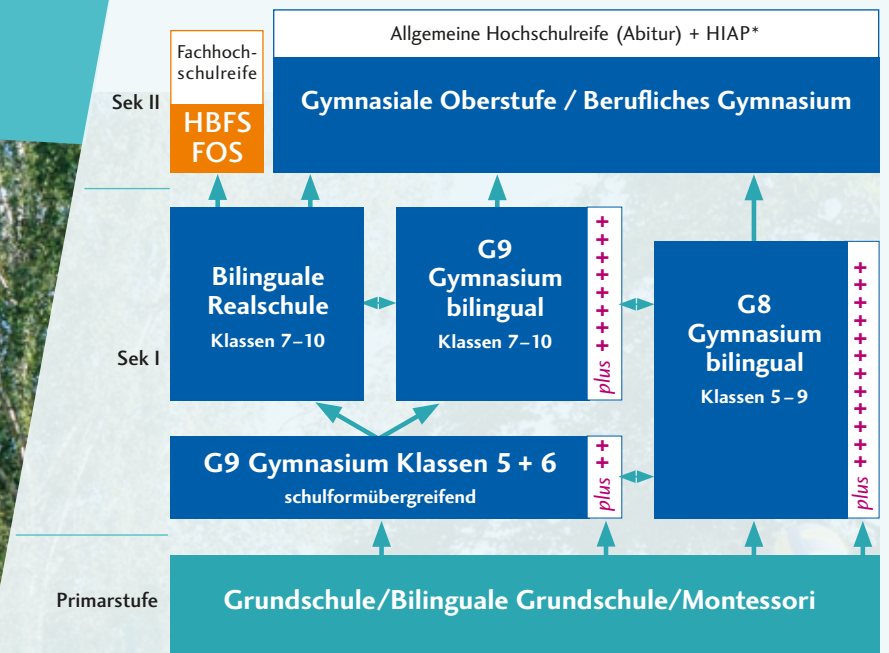 Fachhoch-
schulreife
Allgemeine Hochschulreife (Abitur) + HIAP*
Sek II
HBFS
FOS
Gymnasiale Oberstufe / Berufliches Gymnasium
Bilinguale
Realschule
Klassen 7–10
G9
Gymnasium
bilingual
Klassen 7–10
plus +++++++
G8
Gymnasium
bilingual
Klassen 5–9
plus ++++++++++++
Sek I
G9 Gymnasium Klassen 5 + 6
schulformübergreifend
plus ++
Primarstufe
Grundschule/Bilinguale Grundschule/Montessori